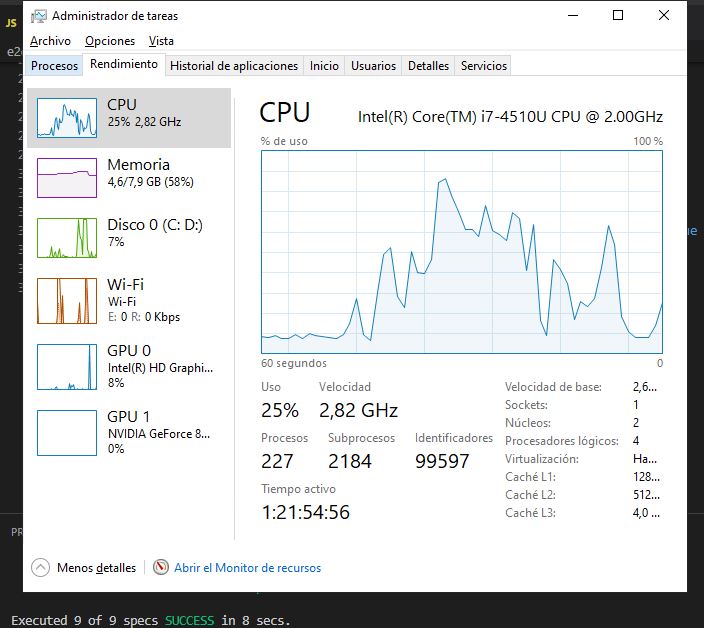 JS
Administrador de tareas
Archivo Opciones Vista
Procesos Rendimiento Historial de aplicaciones Inicio Usuarios Detalles Servicios
CPU
25% 2,82 GHz
Memoria
4,6/7,9 GB (58%)
Disco 0 (C: D:)
7%
Wi-Fi
Wi-Fi
E: 0 R: 0 Kbps
GPU 0
Intel(R) HD Graphi...
8%
GPU 1
NVIDIA GeForce 8...
0%
CPU Intel(R) Core(TM) i7-4510U CPU @ 2.00GHz
% de uso 100 %
60 segundos 0
Uso Velocidad
25% 2,82 GHz
Procesos Subprocesos Identificadores
227 2184 99597
Tiempo activo
1:21:54:56
Velocidad de base: 2,6...
Sockets: 1
Núcleos: 2
Procesadores lógicos: 4
Virtualización: Ha...
Caché L1: 128...
Caché L2: 512...
Caché L3: 4,0 ...
Menos detalles Abrir el Monitor de recursos
Executed 9 of 9 specs SUCCESS in 8 secs.